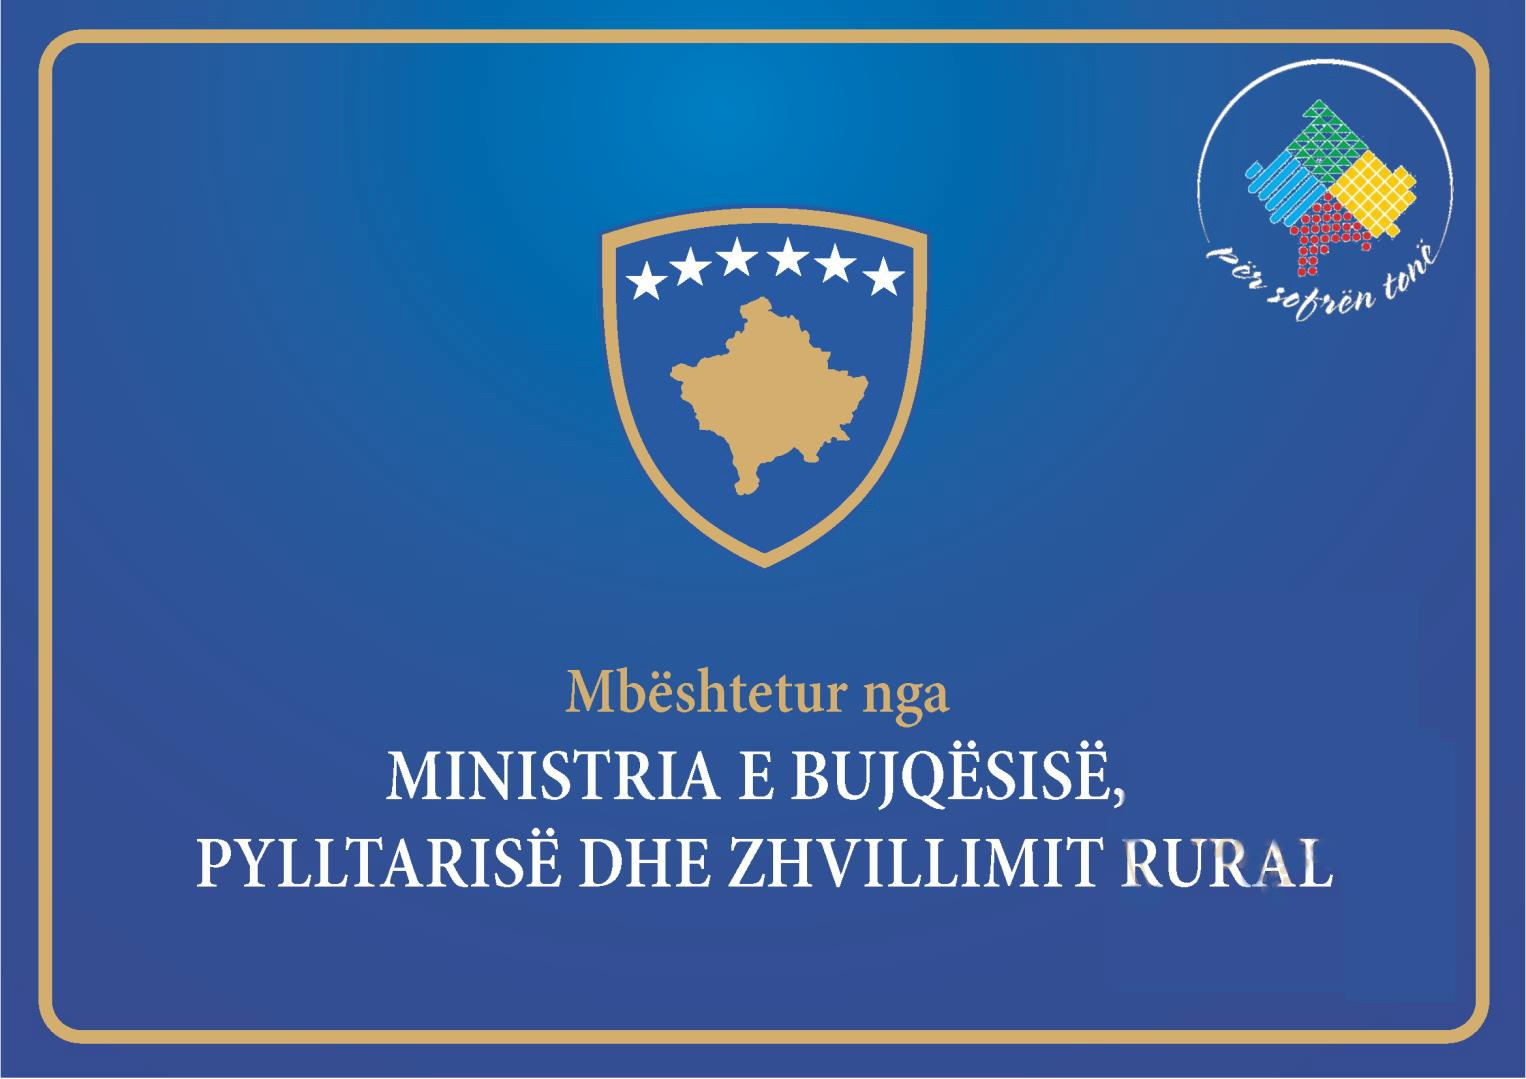 për sofrën tonë
Mbështetur nga
MINISTRIA E BUJQËSISË,
PYLLTARISË DHE ZHVILLIMIT RURAL